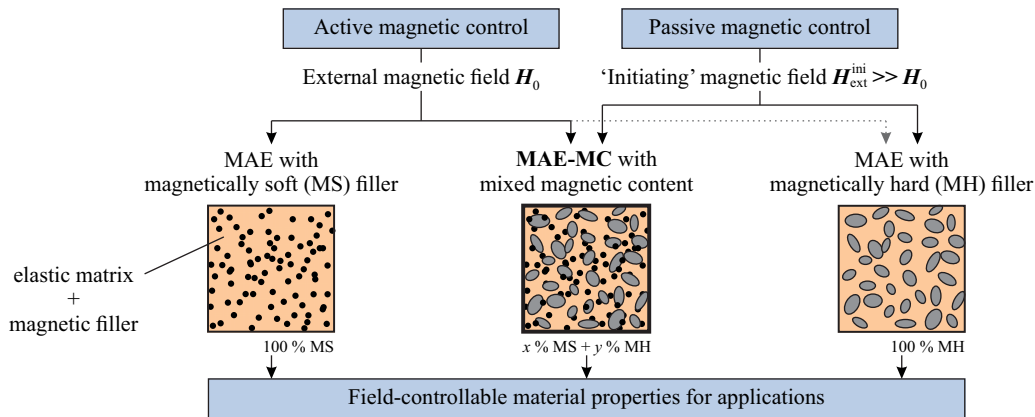 Active magnetic control
Passive magnetic control
External magnetic field H₀
‘Initiating’ magnetic field H_ext^ini >> H₀
MAE with
magnetically soft (MS) filler
MAE-MC with
mixed magnetic content
MAE with
magnetically hard (MH) filler
elastic matrix
+
magnetic filler
100 % MS
x % MS + y % MH
100 % MH
Field-controllable material properties for applications